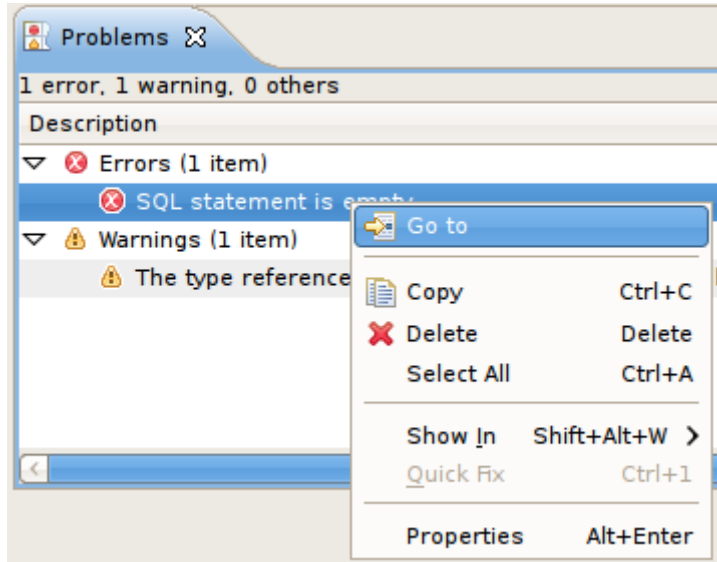 Problems
1 error, 1 warning, 0 others
Description
Errors (1 item)
SQL statement is empty
Go to
Warnings (1 item)
The type reference
Copy Ctrl+C
Delete Delete
Select All Ctrl+A
Show In Shift+Alt+W
Quick Fix Ctrl+1
Properties Alt+Enter